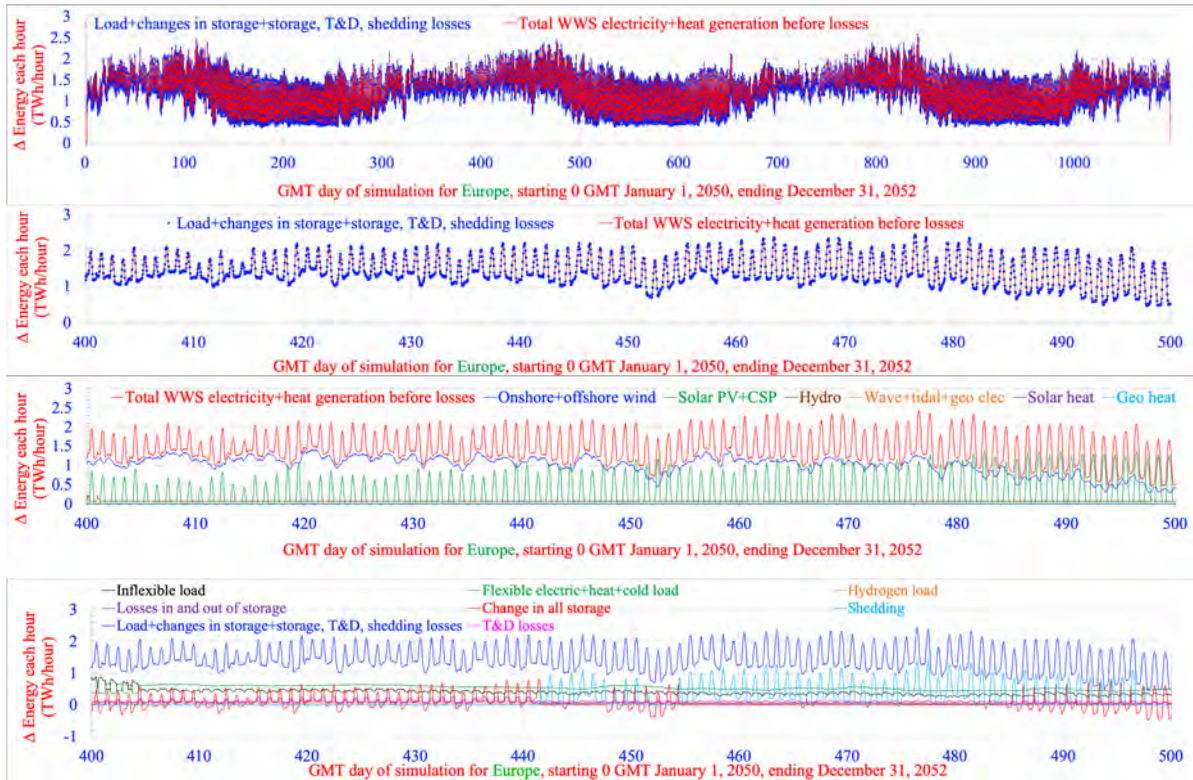 Load+changes in storage+storage, T&D, shedding losses —Total WWS electricity+heat generation before losses
Δ Energy each hour
(TWh/hour)
3
2.5
2
1.5
1
0.5
0
0 100 200 300 400 500 600 700 800 900 1000
GMT day of simulation for Europe, starting 0 GMT January 1, 2050, ending December 31, 2052
Load+changes in storage+storage, T&D, shedding losses —Total WWS electricity+heat generation before losses
Δ Energy each hour
(TWh/hour)
3
2
1
0
400 410 420 430 440 450 460 470 480 490 500
GMT day of simulation for Europe, starting 0 GMT January 1, 2050, ending December 31, 2052
—Total WWS electricity+heat generation before losses —Onshore+offshore wind —Solar PV+CSP —Hydro —Wave+tidal+geo elec —Solar heat —Geo heat
Δ Energy each hour
(TWh/hour)
3
2.5
2
1.5
1
0.5
0
400 410 420 430 440 450 460 470 480 490 500
GMT day of simulation for Europe, starting 0 GMT January 1, 2050, ending December 31, 2052
—Inflexible load —Flexible electric+heat+cold load —Hydrogen load
—Losses in and out of storage —Change in all storage —Shedding
—Load+changes in storage+storage, T&D, shedding losses —T&D losses
Δ Energy each hour
(TWh/hour)
3
2
1
0
-1
400 410 420 430 440 450 460 470 480 490 500
GMT day of simulation for Europe, starting 0 GMT January 1, 2050, ending December 31, 2052